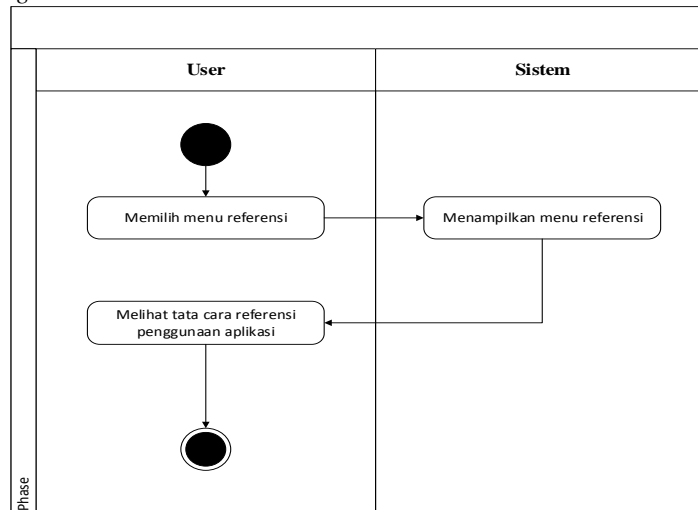 User
Sistem
Memilih menu referensi
Menampilkan menu referensi
Melihat tata cara referensi
penggunaan aplikasi
Phase